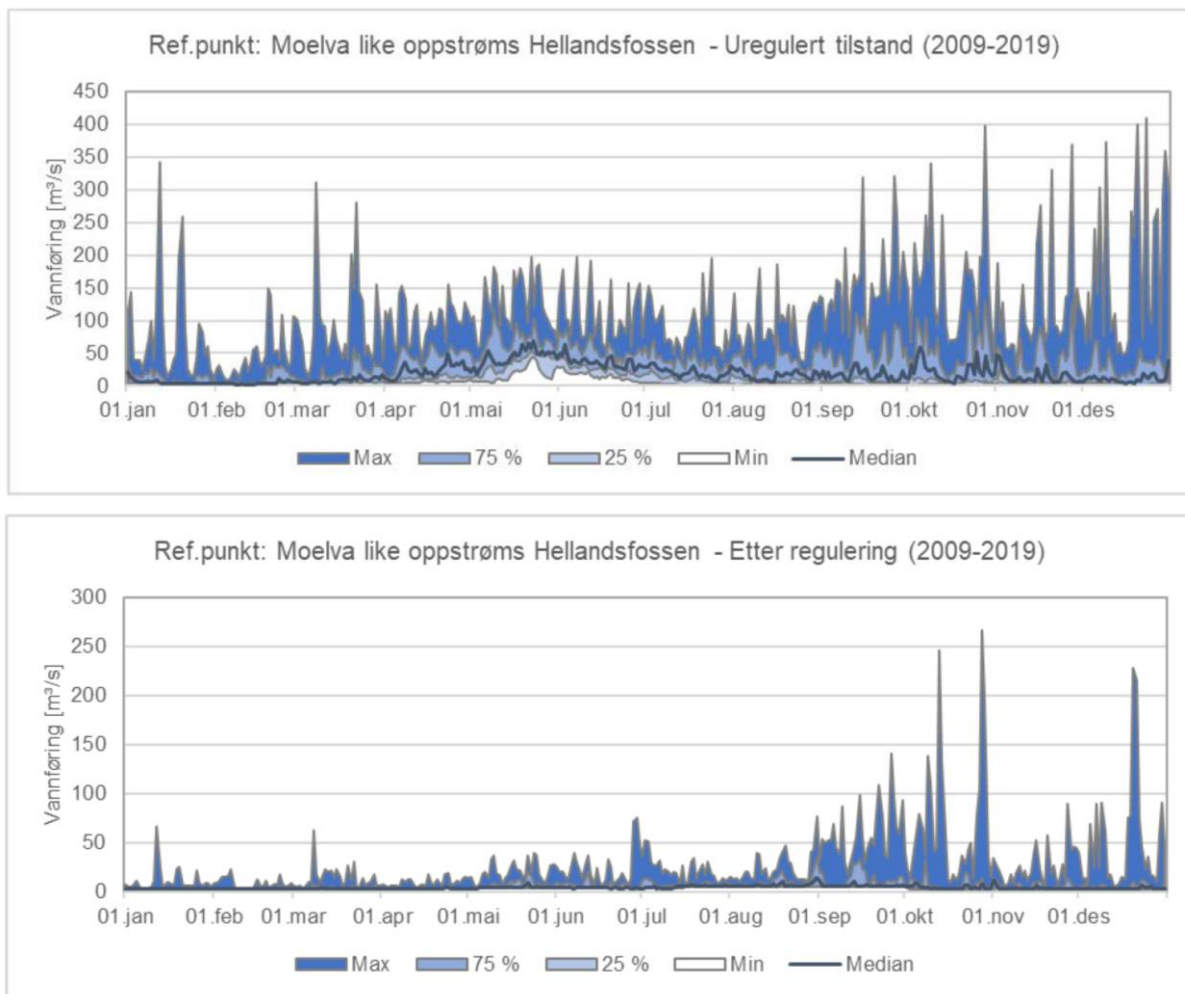 Ref.punkt: Moelva like oppstrøms Hellandsfossen - Uregulert tilstand (2009-2019)
Vannføring [m³/s]
450
400
350
300
250
200
150
100
50
0
01.jan 01.feb 01.mar 01.apr 01.mai 01.jun 01.jul 01.aug 01.sep 01.okt 01.nov 01.des
Max 75 % 25 % Min Median
Ref.punkt: Moelva like oppstrøms Hellandsfossen - Etter regulering (2009-2019)
Vannføring [m³/s]
300
250
200
150
100
50
0
01.jan 01.feb 01.mar 01.apr 01.mai 01.jun 01.jul 01.aug 01.sep 01.okt 01.nov 01.des
Max 75 % 25 % Min Median